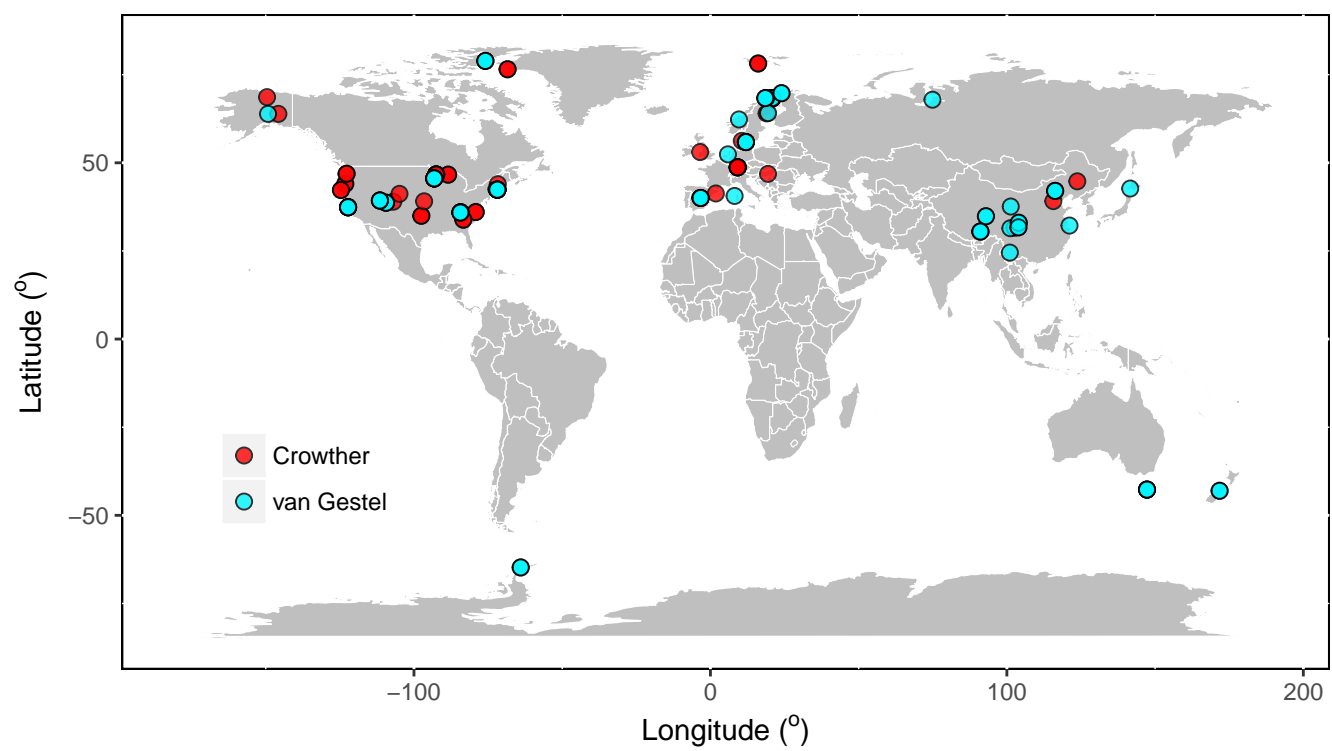 50
0
−50
Latitude (o)
Crowther
van Gestel
−100
0
100
200
Longitude (o)